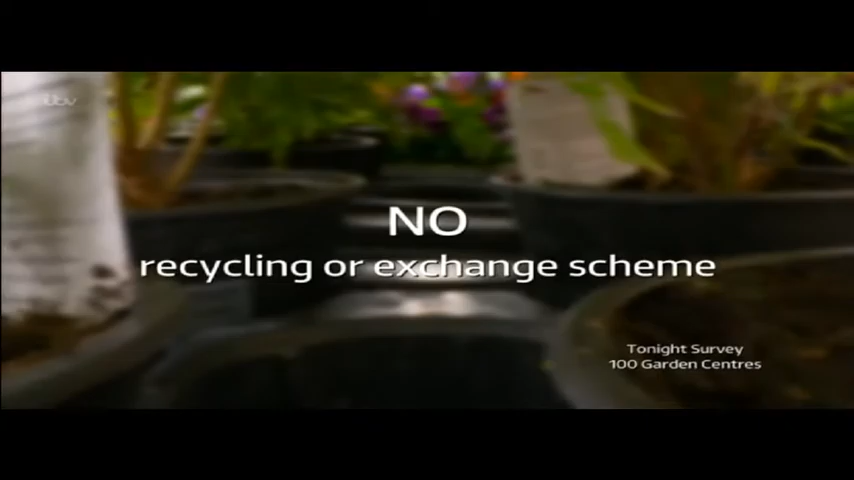 itv
NO
recycling or exchange scheme
Tonight Survey
100 Garden Centres